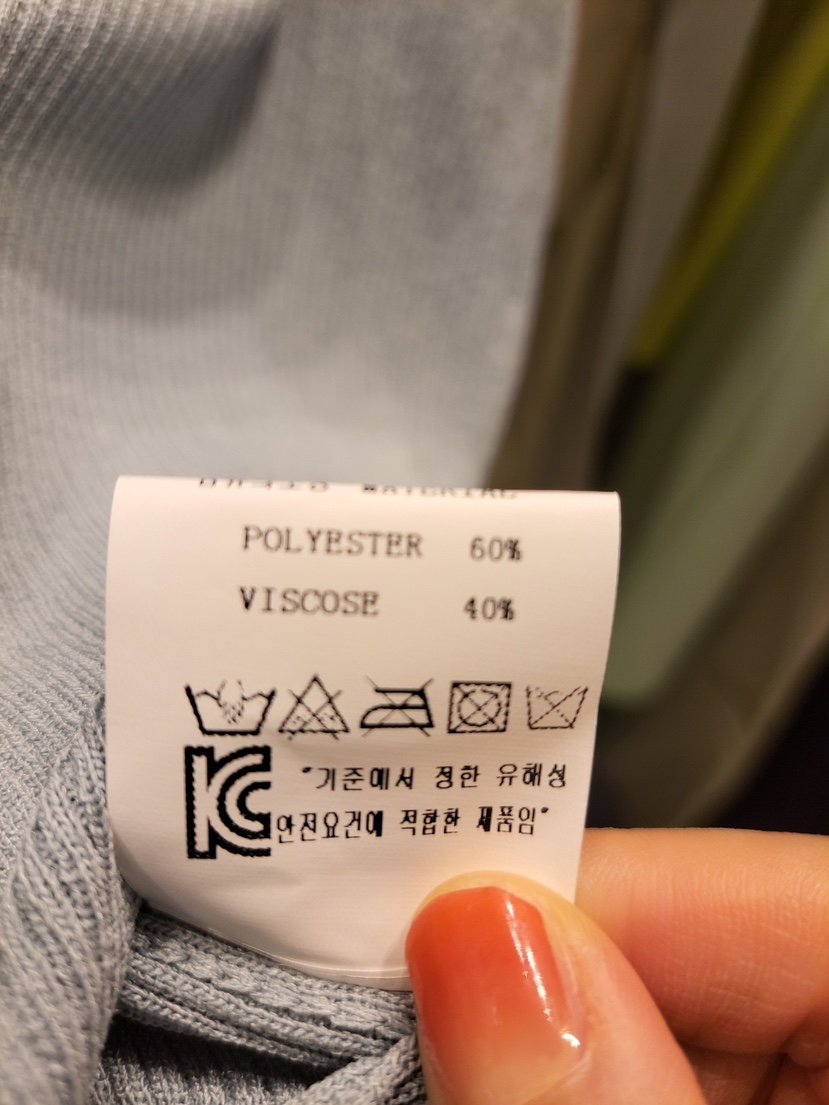 MATERIAL
POLYESTER 60%
VISCOSE 40%
KC "기준에서 정한 유해성
안전요건에 적합한 제품임"